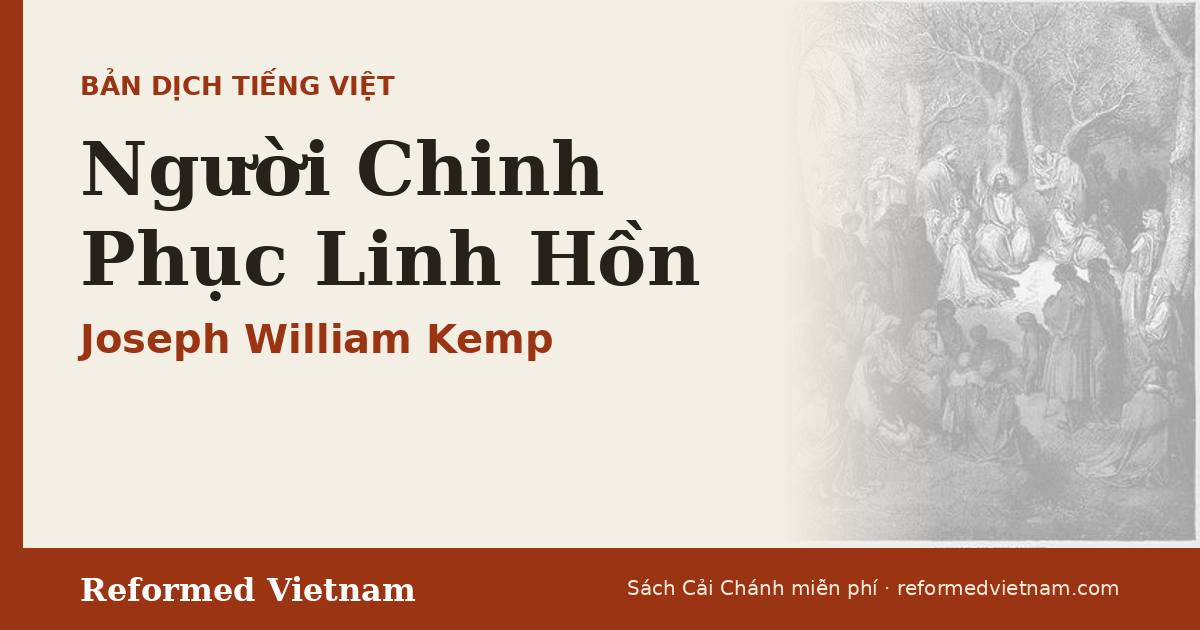 BẢN DỊCH TIẾNG VIỆT
Người Chinh
Phục Linh Hồn
Joseph William Kemp
Reformed Vietnam
Sách Cải Chánh miễn phí · reformedvietnam.com